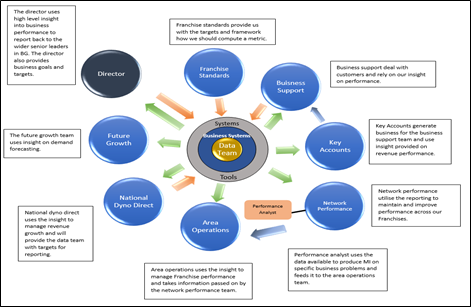 The director uses
high level insight
into business
performance to
report back to the
wider senior leaders
in BG. The director
also provides
business goals and
targets.
Franchise standards provide us
with the targets and framework
how we should compute a metric.
Business support deal with
customers and rely on our insight
on performance.
Director
Franchise
Standards
Buisness
Support
Key Accounts generate
business for the business
support team and use
insight provided on
revenue performance.
The future growth team
uses insight on demand
forecasting.
Future
Growth
Systems
Business Systems
Data
Team
Tools
Key
Accounts
National
Dyno Direct
Area
Operations
Performance
Analyst
Network
Performance
Network performance
utilise the reporting to
maintain and improve
performance across our
Franchises.
National dyno direct
uses the insight to
manage revenue
growth and will
provide the data team
with targets for
reporting.
Area operations uses the insight to
manage Franchise performance
and takes information passed on by
the network performance team.
Performance analyst uses the
data available to produce MI on
specific business problems and
feeds it to the area operations
team.